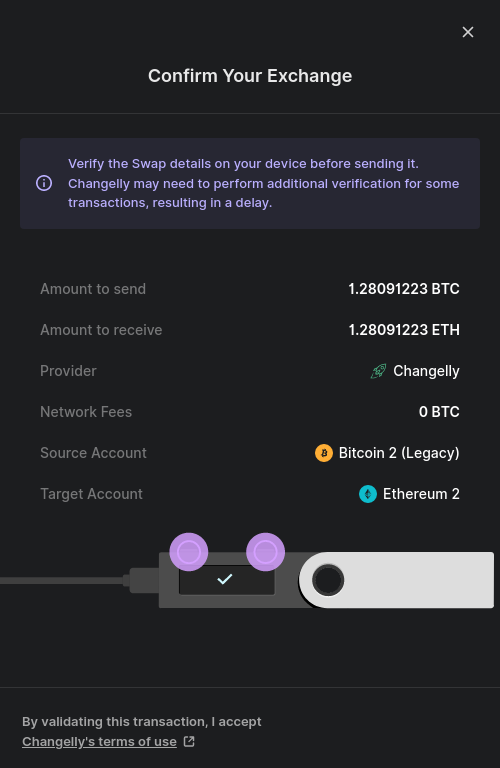 Confirm Your Exchange
Verify the Swap details on your device before sending it.
Changelly may need to perform additional verification for some
transactions, resulting in a delay.
Amount to send 1.28091223 BTC
Amount to receive 1.28091223 ETH
Provider Changelly
Network Fees 0 BTC
Source Account Bitcoin 2 (Legacy)
Target Account Ethereum 2
By validating this transaction, I accept
Changelly's terms of use